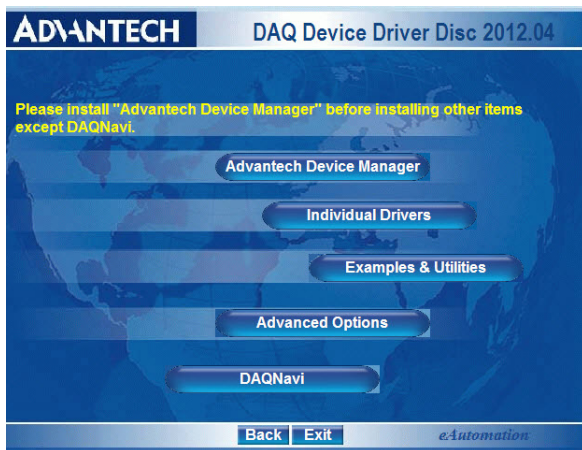 ADVANTECH
DAQ Device Driver Disc 2012.04
Please install "Advantech Device Manager" before installing other items
except DAQNavi.
Advantech Device Manager
Individual Drivers
Examples & Utilities
Advanced Options
DAQNavi
Back Exit
eAutomation